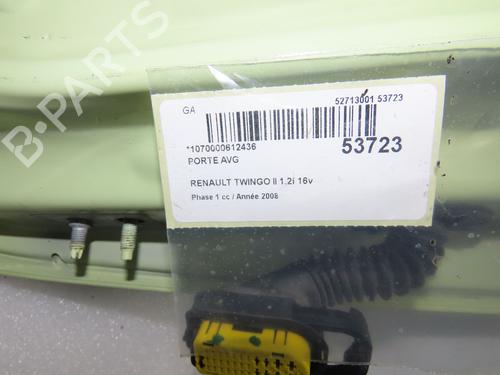 B-PARTS
GA
52713001 53723
*1070000612436
53723
PORTE AVG
RENAULT TWINGO II 1.2i 16v
Phase 1 cc / Année 2008